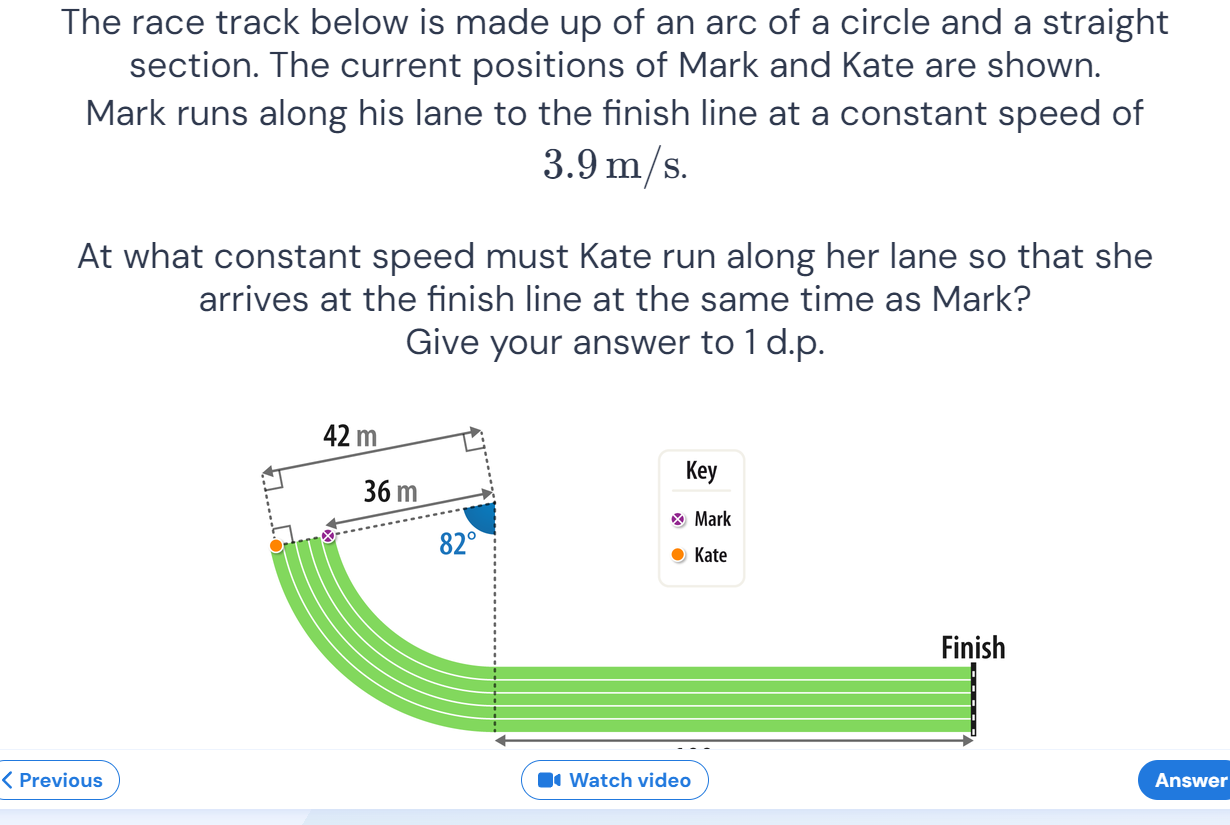 The race track below is made up of an arc of a circle and a straight
section. The current positions of Mark and Kate are shown.
Mark runs along his lane to the finish line at a constant speed of
3.9 m/s.
At what constant speed must Kate run along her lane so that she
arrives at the finish line at the same time as Mark?
Give your answer to 1 d.p.
42 m
36 m
82°
Key
Mark
Kate
Finish
Previous
Watch video
Answer